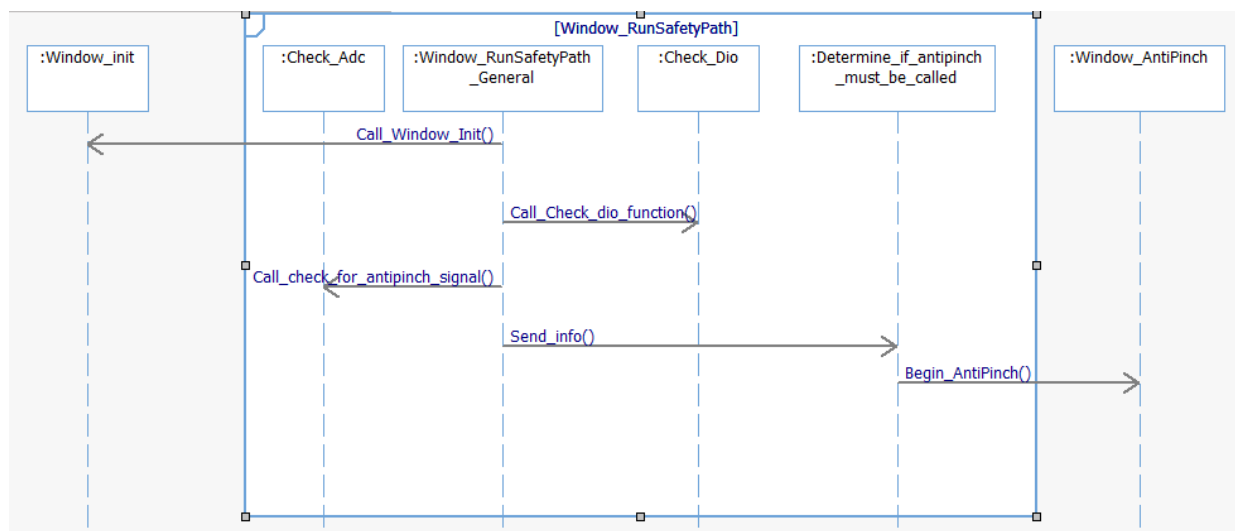 [Window_RunSafetyPath]
:Window_init
:Check_Adc
:Window_RunSafetyPath
_General
:Check_Dio
:Determine_if_antipinch
_must_be_called
:Window_AntiPinch
Call_Window_Init()
Call_Check_dio_function()
Call_check_for_antipinch_signal()
Send_info()
Begin_AntiPinch()